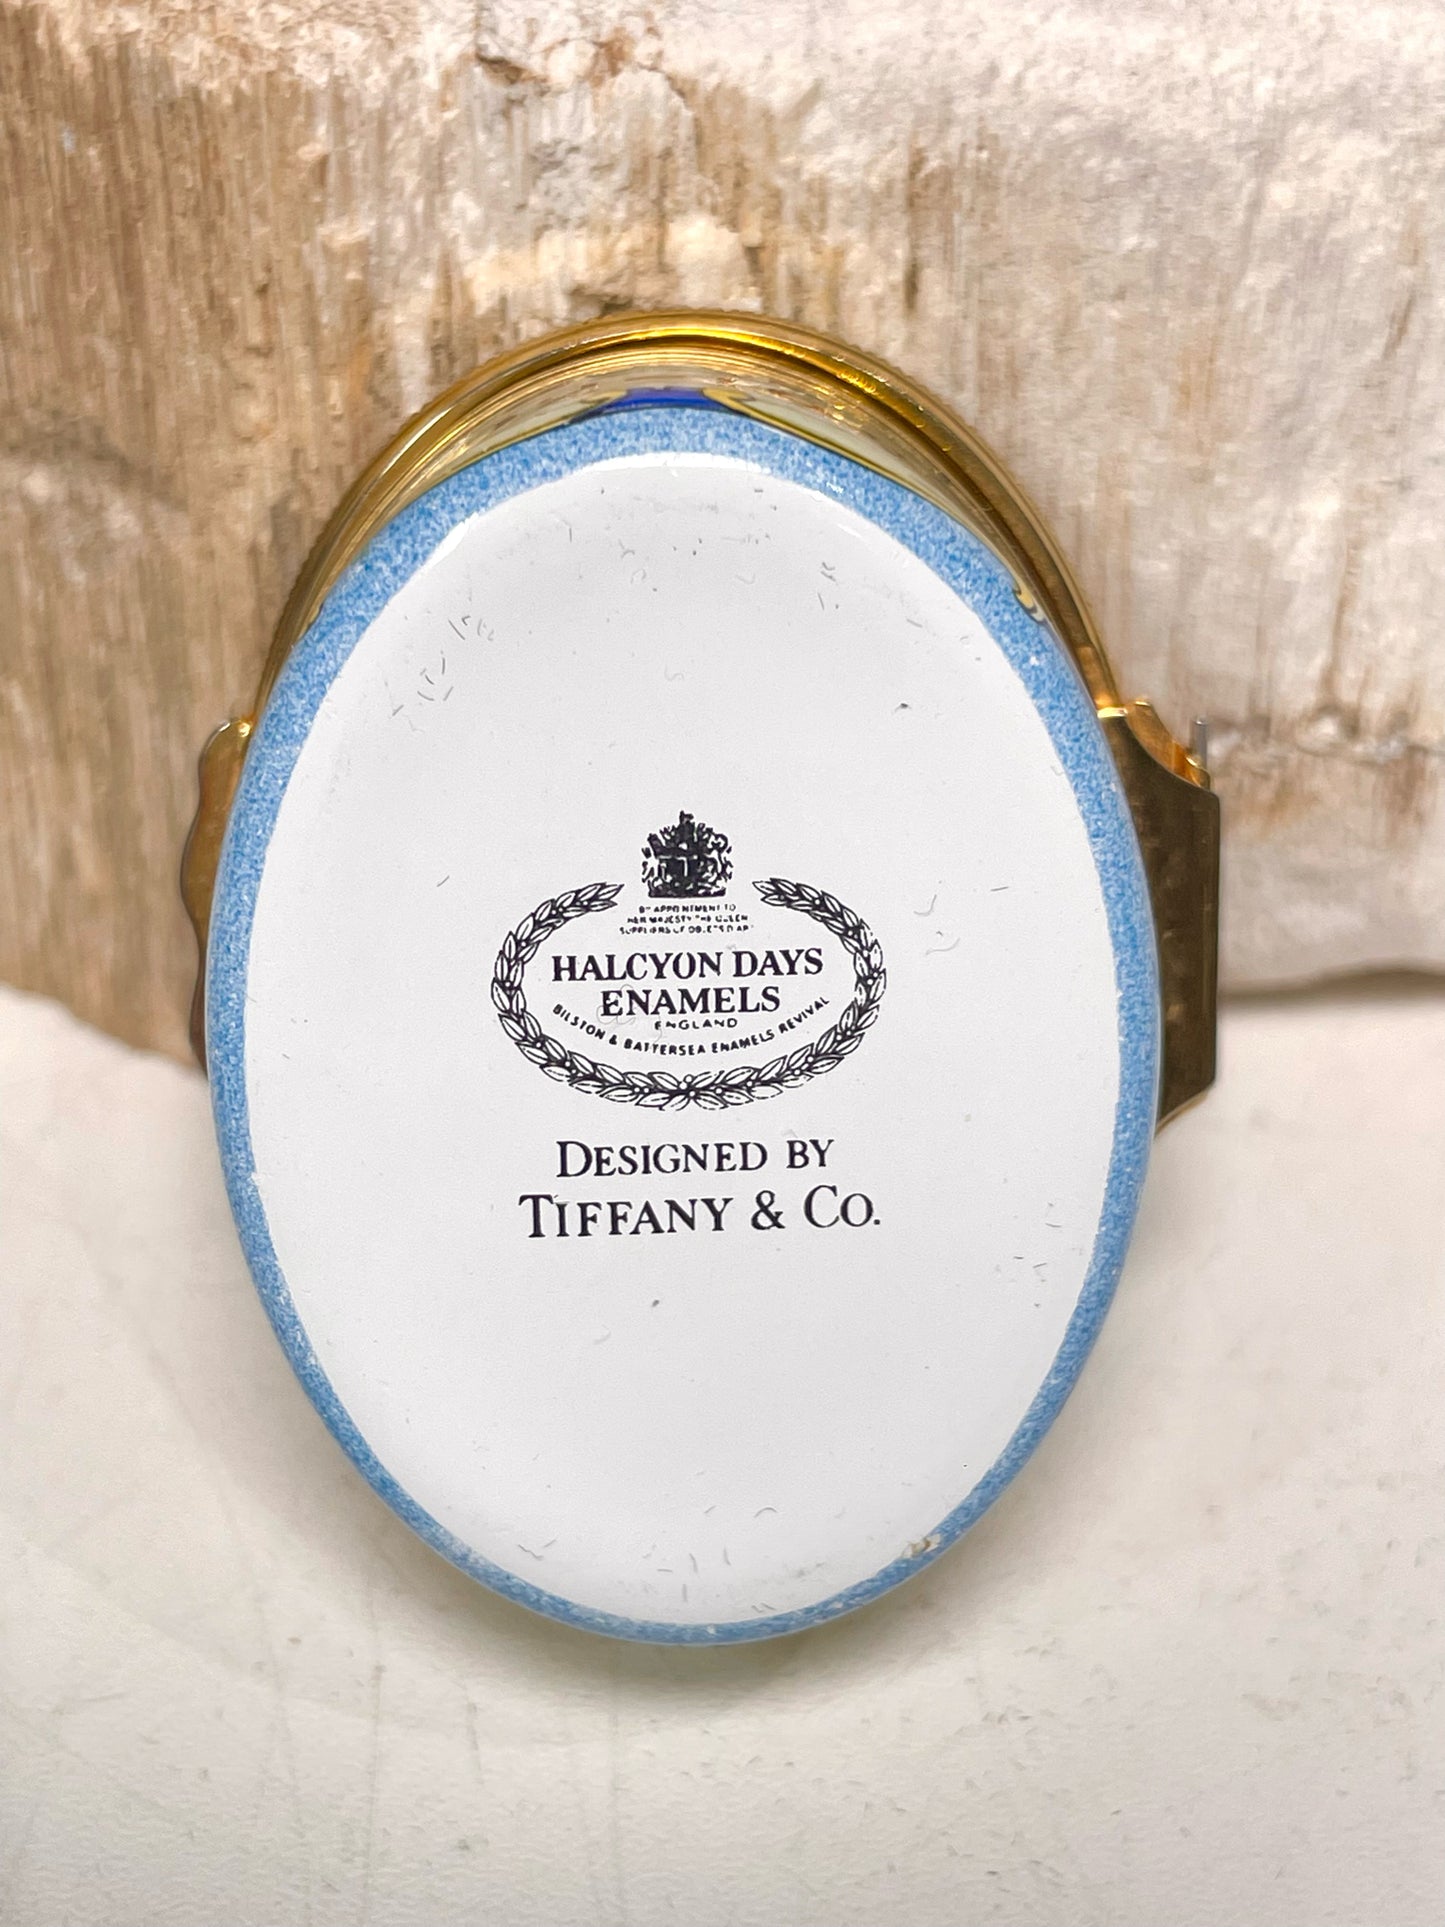 BY APPOINTMENT TO
HER MAJESTY THE QUEEN
SUPPLIERS OF OBJETS D'ART
HALCYON DAYS
ENAMELS
ENGLAND
BILSTON & BATTERSEA ENAMELS REVIVAL
DESIGNED BY
TIFFANY & CO.